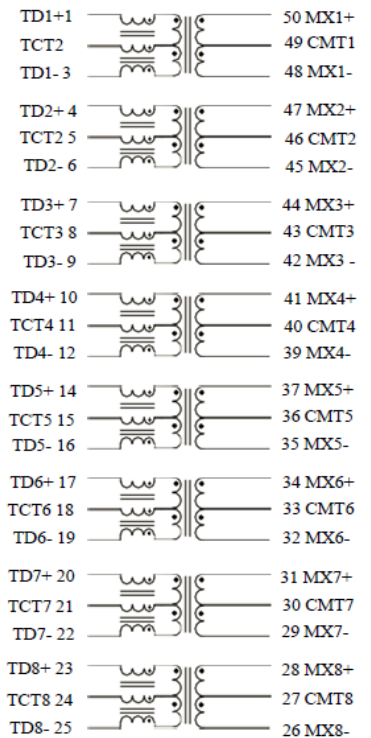 TD1+1 50 MX1+
TCT2 49 CMT1
TD1- 3 48 MX1-
TD2+ 4 47 MX2+
TCT2 5 46 CMT2
TD2- 6 45 MX2-
TD3+ 7 44 MX3+
TCT3 8 43 CMT3
TD3- 9 42 MX3 -
TD4+ 10 41 MX4+
TCT4 11 40 CMT4
TD4- 12 39 MX4-
TD5+ 14 37 MX5+
TCT5 15 36 CMT5
TD5- 16 35 MX5-
TD6+ 17 34 MX6+
TCT6 18 33 CMT6
TD6- 19 32 MX6-
TD7+ 20 31 MX7+
TCT7 21 30 CMT7
TD7- 22 29 MX7-
TD8+ 23 28 MX8+
TCT8 24 27 CMT8
TD8- 25 26 MX8-